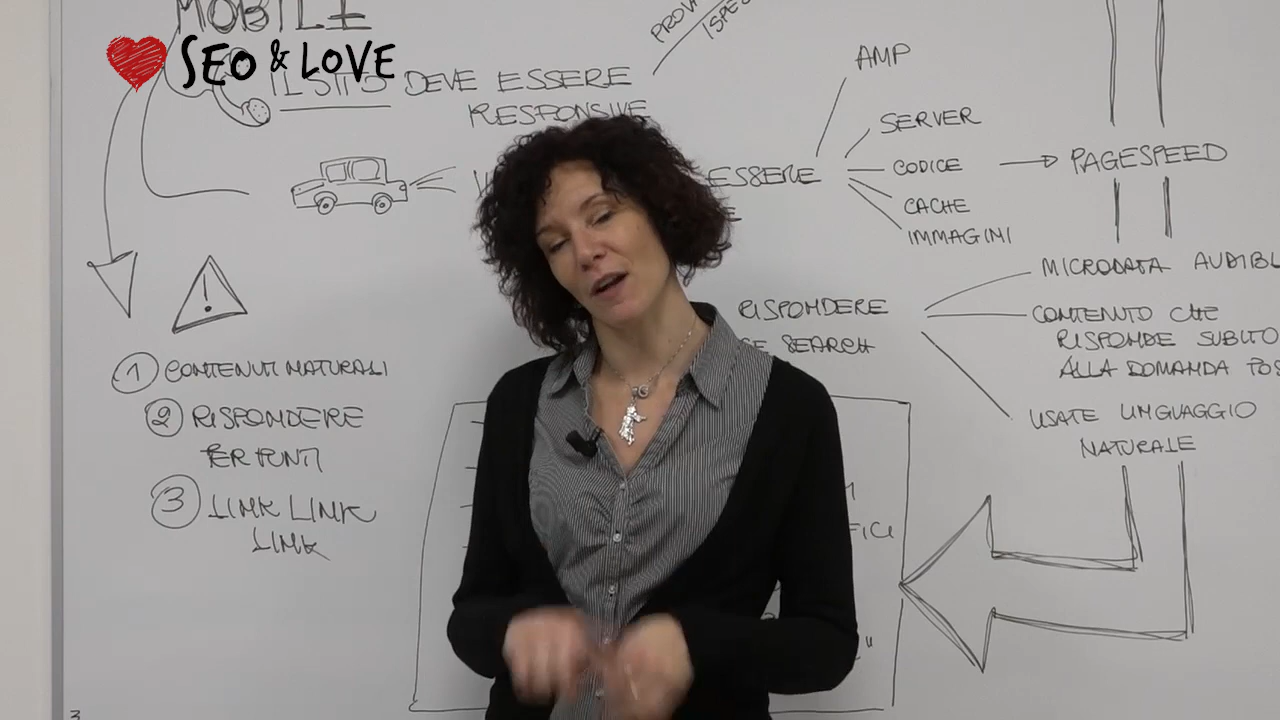 MOBILE
SEO & LOVE
IL SITO DEVE ESSERE
RESPONSIVE
AMP
SERVER
ESSERE
CODICE
PAGESPEED
CACHE
IMMAGINI
MICRODATA
RISPONDERE
SEARCH
CONTENUTO CHE
RISPONDE SUBITO
ALLA DOMANDA
USATE LINGUAGGIO
NATURALE
!
1 CONTENUTI NATURALI
2 RISPONDERE
PER PUNTI
3 LINK LINK
LINK